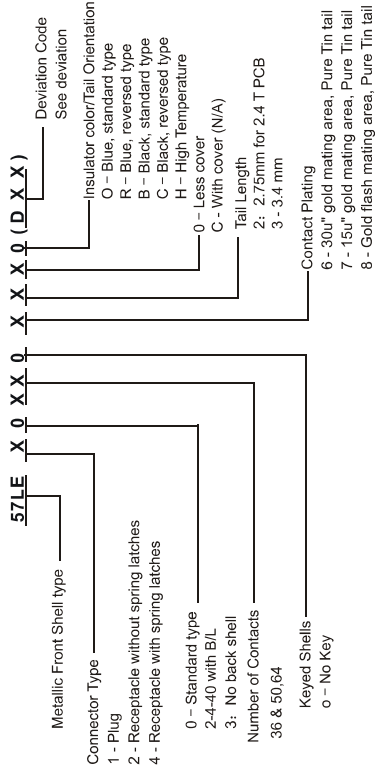 57LE X 0 X X 0 X X X 0 ( D X X )
Metallic Front Shell type
Connector Type
1 - Plug
2 - Receptacle without spring latches
4 - Receptacle with spring latches
0 – Standard type
2-4-40 with B/L
3: No back shell
Number of Contacts
36 & 50,64
Keyed Shells
o – No Key
Deviation Code
See deviation
Insulator color/Tail Orientation
O – Blue, standard type
R – Blue, reversed type
B – Black, standard type
C – Black, reversed type
H – High Temperature
0 – Less cover
C - With cover (N/A)
Tail Length
2: 2.75mm for 2.4 T PCB
3 - 3.4 mm
Contact Plating
6 - 30u" gold mating area, Pure Tin tail
7 - 15u" gold mating area, Pure Tin tail
8 - Gold flash mating area, Pure Tin tail